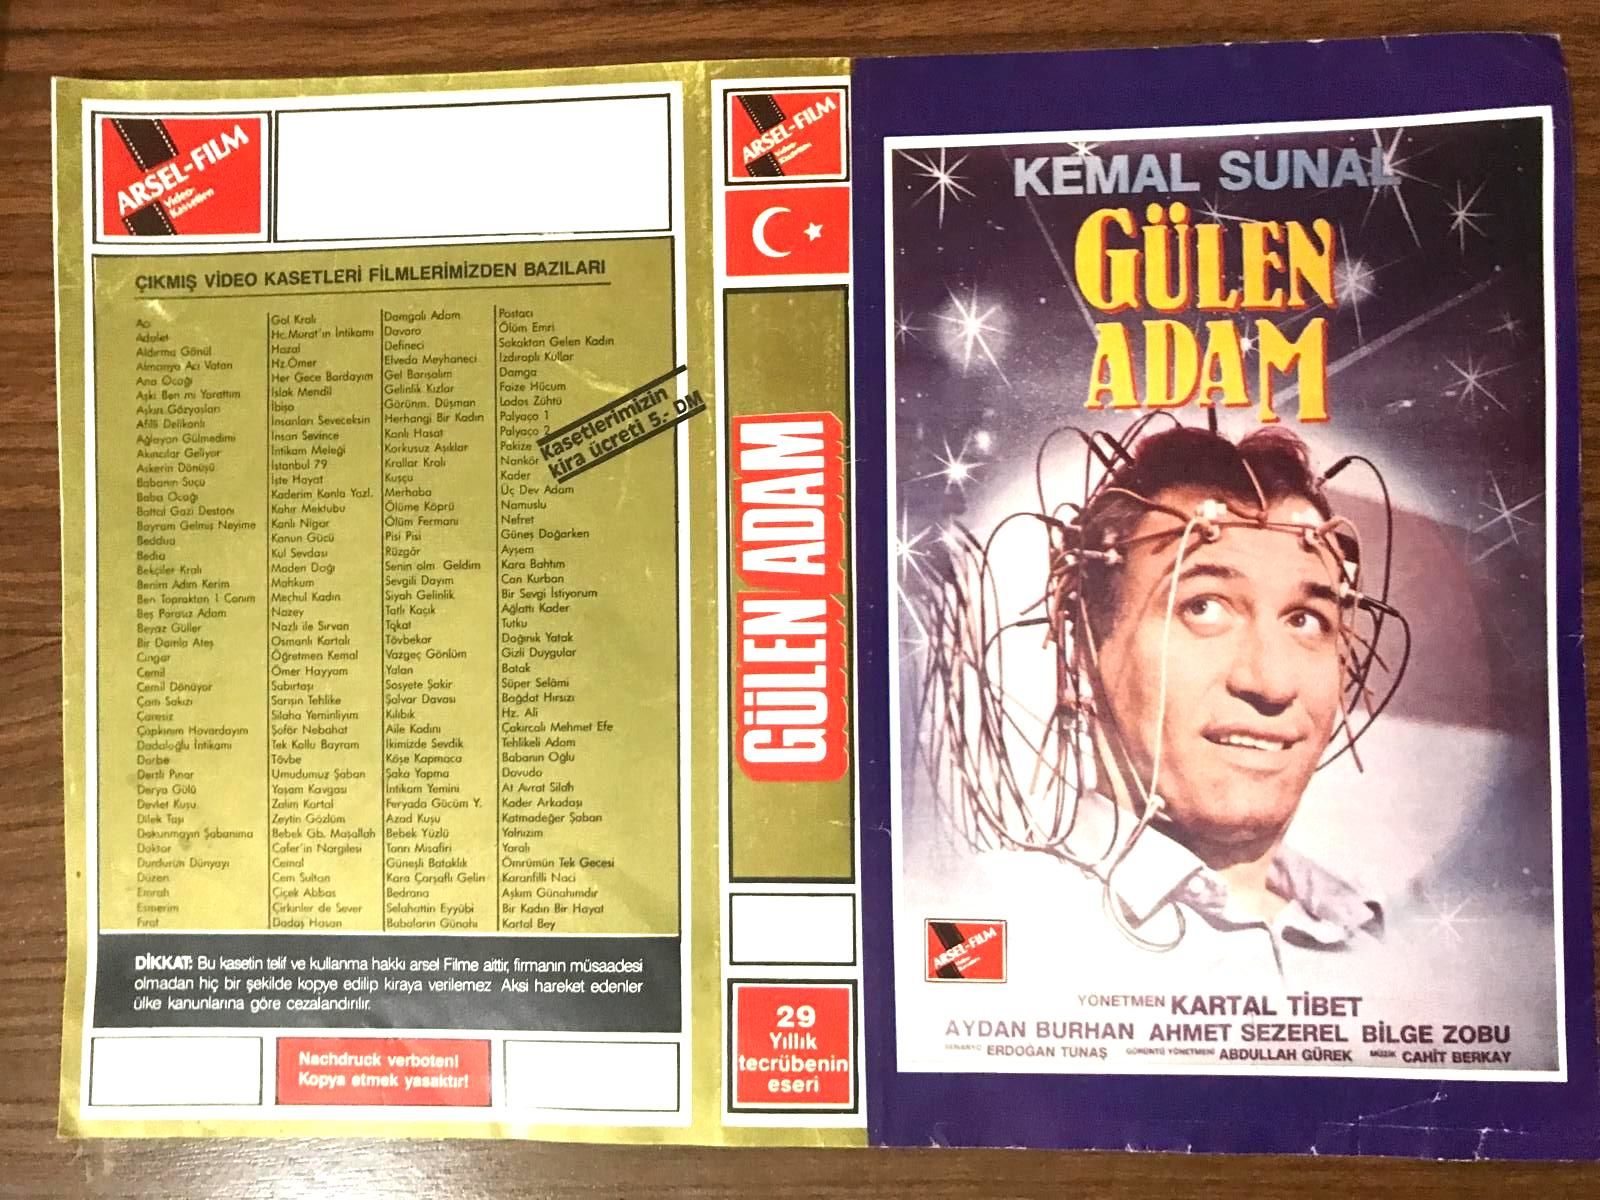 ARSEL-FILM
Video-
Kassetten
ÇIKMIŞ VİDEO KASETLERİ FİLMLERİMİZDEN BAZILARI
Acı
Adalet
Aldırma Gönül
Almanya Acı Vatan
Ana Ocağı
Aşkı Ben mi Yarattım
Aşkın Gözyaşları
Afilli Delikanlı
Ağlayan Gülmedimi
Akıncılar Geliyor
Askerin Dönüşü
Babanın Suçu
Baba Ocağı
Battal Gazi Destanı
Bayram Gelmiş Neyime
Beddua
Bedia
Bekçiler Kralı
Benim Adım Kerim
Ben Topraktan 1 Canım
Beş Parasız Adam
Beyaz Güller
Bir Damla Ateş
Cıngar
Cemil
Cemil Dönüyor
Çam Sakızı
Çaresiz
Çapkınım Hovardayım
Dadaloğlu İntikamı
Darbe
Dertli Pınar
Derya Gülü
Devlet Kuşu
Dilek Taşı
Dokunmayın Şabanıma
Doktor
Durdurun Dünyayı
Düzen
Emrah
Esmerim
Fırat
Gol Kralı
Hc.Murat'ın İntikamı
Hazal
Hz.Ömer
Her Gece Bardayım
Islak Mendil
İbişo
İnsanları Seveceksin
İnsan Sevince
İntikam Meleği
İstanbul 79
İşte Hayat
Kaderim Kanla Yazl.
Kahır Mektubu
Kanlı Nigar
Kanun Gücü
Kul Sevdası
Maden Dağı
Mahkum
Meçhul Kadın
Nazey
Nazlı ile Sırvan
Osmanlı Kartalı
Öğretmen Kemal
Ömer Hayyam
Sabırtaşı
Sarışın Tehlike
Silaha Yeminliyim
Şoför Nebahat
Tek Kollu Bayram
Tövbe
Umudumuz Şaban
Yaşam Kavgası
Zalim Kartal
Zeytin Gözlüm
Bebek Gb. Maşallah
Cafer'in Nargilesi
Cemal
Cem Sultan
Çiçek Abbas
Çirkinler de Sever
Dadaş Hasan
Damgalı Adam
Davaro
Defineci
Elveda Meyhaneci
Gel Barışalım
Gelinlik Kızlar
Görünm. Düşman
Herhangi Bir Kadın
Kanlı Hasat
Korkusuz Aşıklar
Krallar Kralı
Kuşçu
Merhaba
Ölüme Köprü
Ölüm Fermanı
Pisi Pisi
Rüzgâr
Senin olm. Geldim
Sevgili Dayım
Siyah Gelinlik
Tatlı Kaçık
Tokat
Tövbekar
Vazgeç Gönlüm
Yalan
Sosyete Şakir
Şalvar Davası
Kılıbık
Aile Kadını
İkimizde Sevdik
Köşe Kapmaca
Şaka Yapma
İntikam Yemini
Feryada Gücüm Y.
Azad Kuşu
Bebek Yüzlü
Tanrı Misafiri
Güneşli Bataklık
Kara Çarşaflı Gelin
Bedrana
Selahattin Eyyübi
Babaların Günahı
Postacı
Ölüm Emri
Sokaktan Gelen Kadın
Izdıraplı Kullar
Damga
Faize Hücum
Lodos Zühtü
Palyaço 1
Palyaço 2
Pakize
Nankör
Kader
Üç Dev Adam
Namuslu
Nefret
Güneş Doğarken
Ayşem
Kara Bahtım
Can Kurban
Bir Sevgi İstiyorum
Ağlattı Kader
Tutku
Dağınık Yatak
Gizli Duygular
Batak
Süper Selâmi
Bağdat Hırsızı
Hz. Ali
Çakırcalı Mehmet Efe
Tehlikeli Adam
Babanın Oğlu
Davuda
At Avrat Silah
Kader Arkadaşı
Katmadeğer Şaban
Yalnızım
Yaralı
Ömrümün Tek Gecesi
Karanfilli Naci
Aşkım Günahımdır
Bir Kadın Bir Hayat
Kartal Bey
Kasetlerimizin
kira ücreti 5.- DM
DİKKAT: Bu kasetin telif ve kullanma hakkı arsel Filme aittir, firmanın müsaadesi
olmadan hiç bir şekilde kopye edilip kiraya verilemez Aksi hareket edenler
ülke kanunlarına göre cezalandırılır.
Nachdruck verboten!
Kopya etmek yasaktır!
ARSEL-FILM
Video-
Kassetten
GÜLEN ADAM
29
Yıllık
tecrübenin
eseri
KEMAL SUNAL
GÜLEN
ADAM
ARSEL-FILM
Video-
Kassetten
YÖNETMEN KARTAL TİBET
AYDAN BURHAN AHMET SEZEREL BİLGE ZOBU
SENARYO ERDOĞAN TUNAŞ GÖRÜNTÜ YÖNETMENİ ABDULLAH GÜREK MÜZİK CAHİT BERKAY